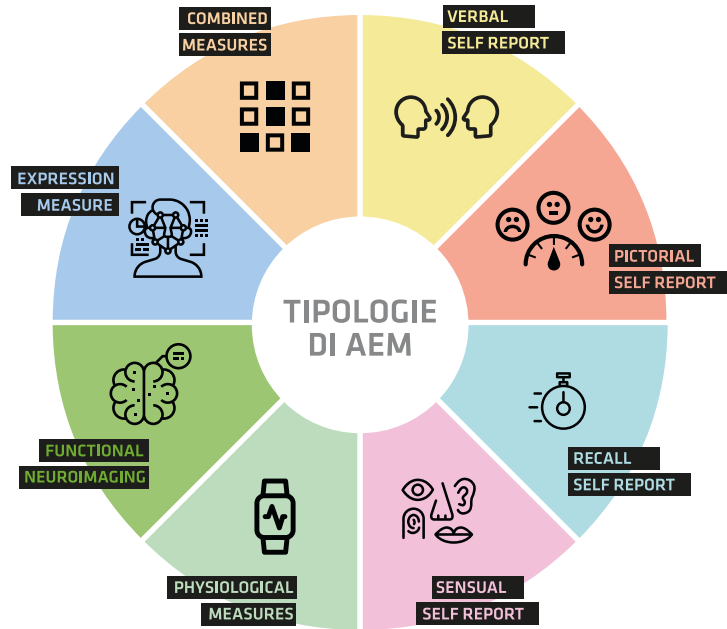 COMBINED
MEASURES
VERBAL
SELF REPORT
EXPRESSION
MEASURE
PICTORIAL
SELF REPORT
TIPOLOGIE
DI AEM
FUNCTIONAL
NEUROIMAGING
RECALL
SELF REPORT
PHYSIOLOGICAL
MEASURES
SENSUAL
SELF REPORT